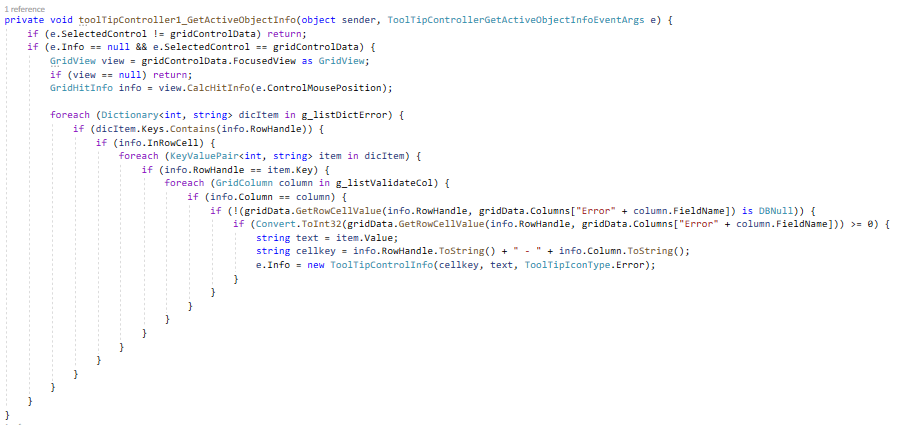 1 reference
private void toolTipController1_GetActiveObjectInfo(object sender, ToolTipControllerGetActiveObjectInfoEventArgs e) {
    if (e.SelectedControl != gridControlData) return;
    if (e.Info == null && e.SelectedControl == gridControlData) {
        GridView view = gridControlData.FocusedView as GridView;
        if (view == null) return;
        GridHitInfo info = view.CalcHitInfo(e.ControlMousePosition);

        foreach (Dictionary<int, string> dicItem in g_listDictError) {
            if (dicItem.Keys.Contains(info.RowHandle)) {
                if (info.InRowCell) {
                    foreach (KeyValuePair<int, string> item in dicItem) {
                        if (info.RowHandle == item.Key) {
                            foreach (GridColumn column in g_listValidateCol) {
                                if (info.Column == column) {
                                    if (!(gridData.GetRowCellValue(info.RowHandle, gridData.Columns["Error" + column.FieldName]) is DBNull)) {
                                        if (Convert.ToInt32(gridData.GetRowCellValue(info.RowHandle, gridData.Columns["Error" + column.FieldName])) >= 0) {
                                            string text = item.Value;
                                            string cellkey = info.RowHandle.ToString() + " - " + info.Column.ToString();
                                            e.Info = new ToolTipControlInfo(cellkey, text, ToolTipIconType.Error);
                                        }
                                    }
                                }
                            }
                        }
                    }
                }
            }
        }
    }
}